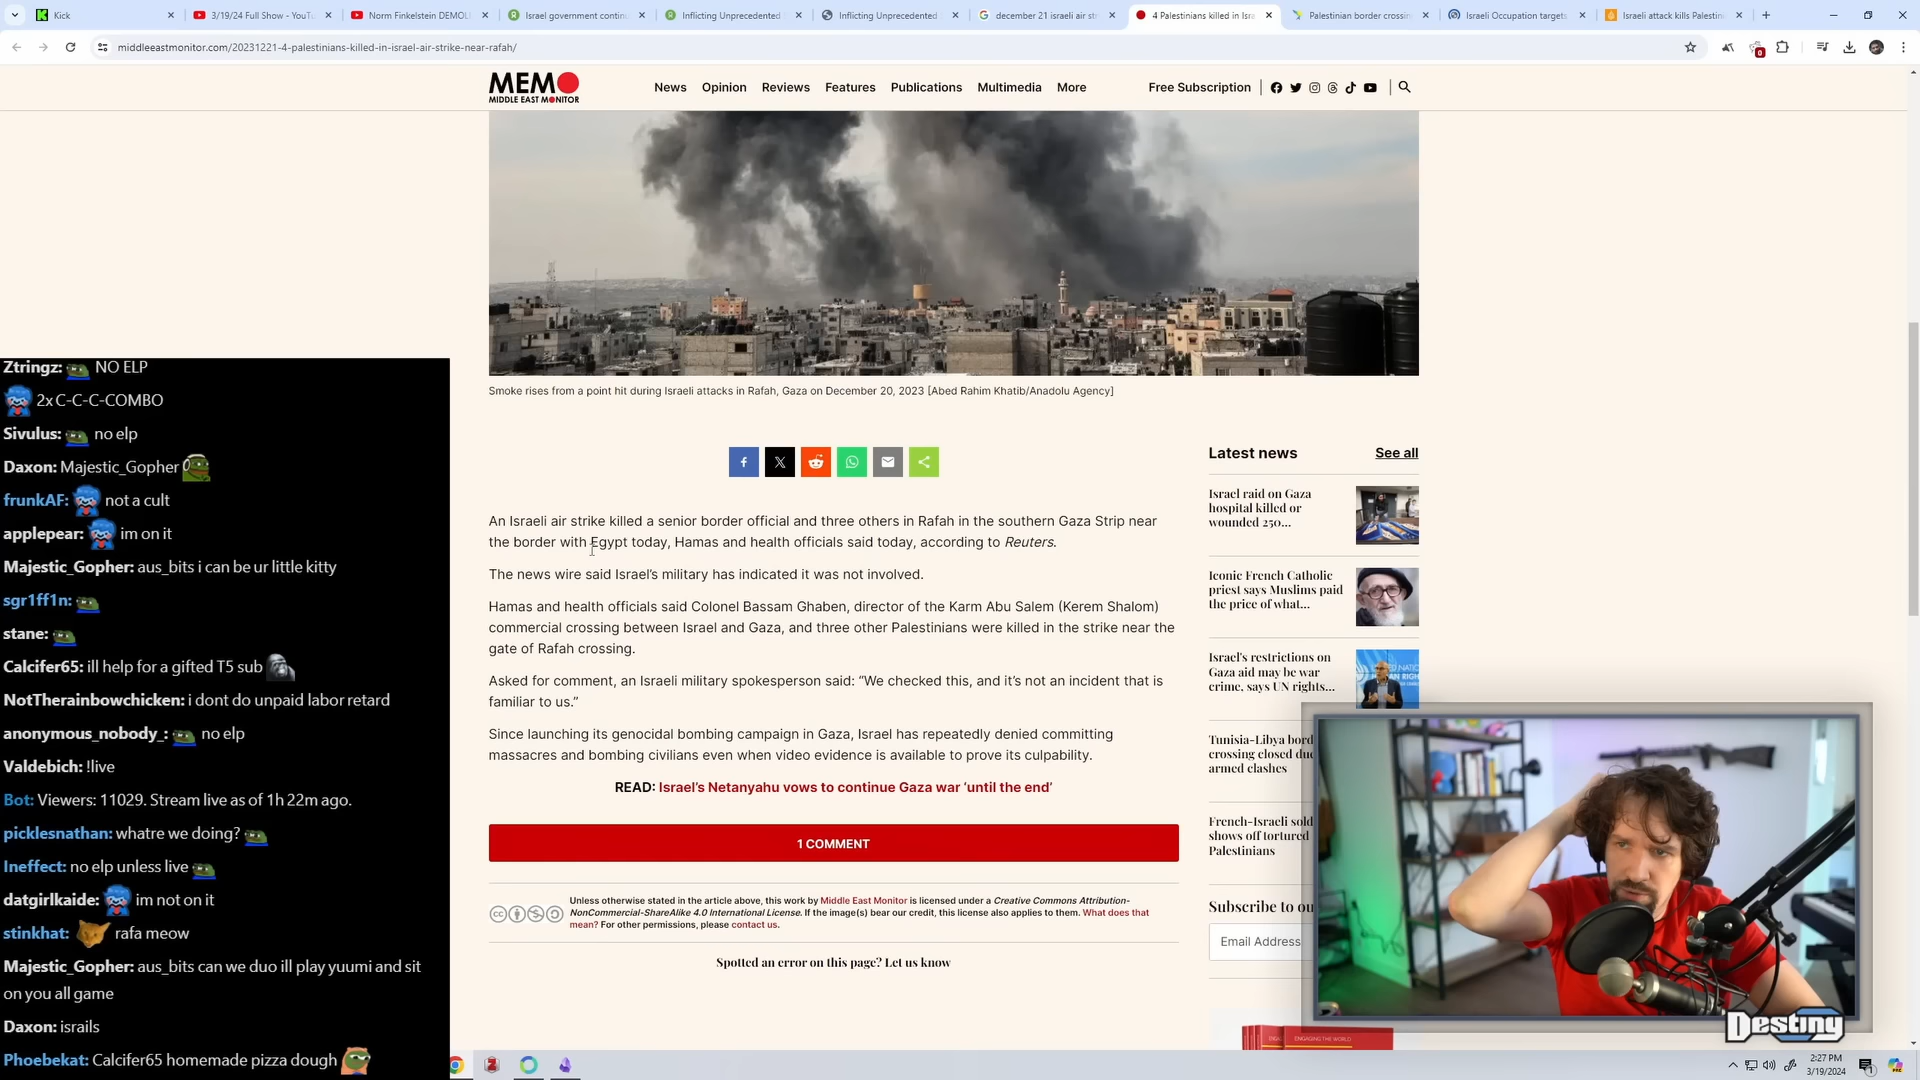 Kick
3/19/24 Full Show - YouTu
Norm Finkelstein DEMOL
Israel government contin
Inflicting Unprecedented
Inflicting Unprecedented
december 21 israeli air st
4 Palestinians killed in Isra
Palestinian border crossin
Israeli Occupation targets
Israeli attack kills Palestini
middleeastmonitor.com/20231221-4-palestinians-killed-in-israel-air-strike-near-rafah/
0
MEMO
MIDDLE EAST MONITOR
News Opinion Reviews Features Publications Multimedia More
Free Subscription
Smoke rises from a point hit during Israeli attacks in Rafah, Gaza on December 20, 2023 [Abed Rahim Khatib/Anadolu Agency]
An Israeli air strike killed a senior border official and three others in Rafah in the southern Gaza Strip near
the border with Egypt today, Hamas and health officials said today, according to Reuters.
The news wire said Israel's military has indicated it was not involved.
Hamas and health officials said Colonel Bassam Ghaben, director of the Karm Abu Salem (Kerem Shalom)
commercial crossing between Israel and Gaza, and three other Palestinians were killed in the strike near the
gate of Rafah crossing.
Asked for comment, an Israeli military spokesperson said: “We checked this, and it's not an incident that is
familiar to us.”
Since launching its genocidal bombing campaign in Gaza, Israel has repeatedly denied committing
massacres and bombing civilians even when video evidence is available to prove its culpability.
READ: Israel's Netanyahu vows to continue Gaza war ‘until the end’
1 COMMENT
Unless otherwise stated in the article above, this work by Middle East Monitor is licensed under a Creative Commons Attribution-
NonCommercial-ShareAlike 4.0 International License. If the image(s) bear our credit, this license also applies to them. What does that
mean? For other permissions, please contact us.
Spotted an error on this page? Let us know
Latest news
See all
Israel raid on Gaza
hospital killed or
wounded 250...
Iconic French Catholic
priest says Muslims paid
the price of what...
Israel's restrictions on
Gaza aid may be war
crime, says UN rights...
Tunisia-Libya bord
crossing closed due
armed clashes
French-Israeli sold
shows off tortured
Palestinians
Subscribe to ou
Email Address
ENGAGING THE WORLD
Ztringz: NO ELP
2x C-C-C-COMBO
Sivulus: no elp
Daxon: Majestic_Gopher
frunkAF: not a cult
applepear: im on it
Majestic_Gopher: aus_bits i can be ur little kitty
sgr1ff1n:
stane:
Calcifer65: ill help for a gifted T5 sub
NotTherainbowchicken: i dont do unpaid labor retard
anonymous_nobody_: no elp
Valdebich: !live
Bot: Viewers: 11029. Stream live as of 1h 22m ago.
picklesnathan: whatre we doing?
Ineffect: no elp unless live
datgirlkaide: im not on it
stinkhat: rafa meow
Majestic_Gopher: aus_bits can we duo ill play yuumi and sit
on you all game
Daxon: israils
Phoebekat: Calcifer65 homemade pizza dough
Destiny
2:27 PM
3/19/2024